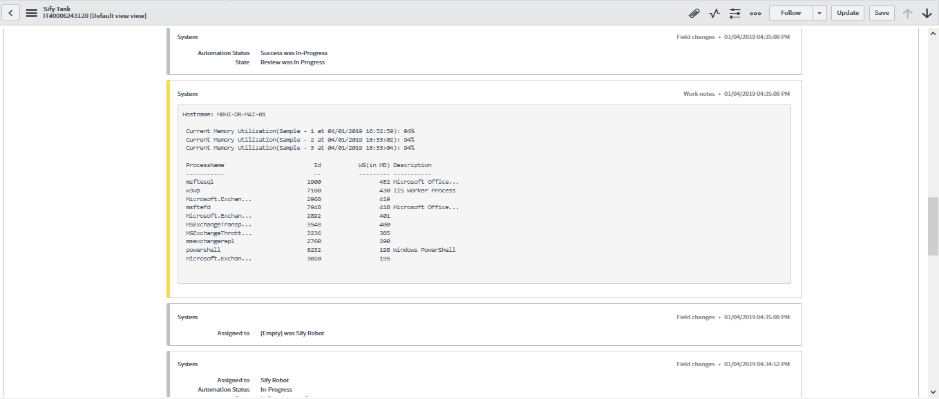 Sify Task
IT#0006243120 [Default view view]
Follow
Update
Save
System
Field changes • 01/04/2019 04:35:08 PM
Automation Status Success was In-Progress
State Review was In Progress
System
Work notes • 01/04/2019 04:35:08 PM
Hostname: MBHI-DR-MAI-01
Current Memory Utilization(Sample - 1 at 04/01/2019 16:32:59): 94%
Current Memory Utilization(Sample - 2 at 04/01/2019 16:33:02): 94%
Current Memory Utilization(Sample - 3 at 04/01/2019 16:33:04): 94%
ProcessName Id WS(in MB) Description
----------- -- --------- -----------
msftesql 1900 452 Microsoft Office...
w3wp 7160 430 IIS Worker Process
Microsoft.Exchan... 2968 419
msftefd 7948 418 Microsoft Office...
Microsoft.Exchan... 2892 401
MSExchangeTransp... 3548 400
MSExchangeThrott... 3236 385
msexchangerepl 2760 290
powershell 8232 198 Windows PowerShell
Microsoft.Exchan... 3020 195
System
Field changes • 01/04/2019 04:35:08 PM
Assigned to [Empty] was Sify Robot
System
Field changes • 01/04/2019 04:34:52 PM
Assigned to Sify Robot
Automation Status In-Progress